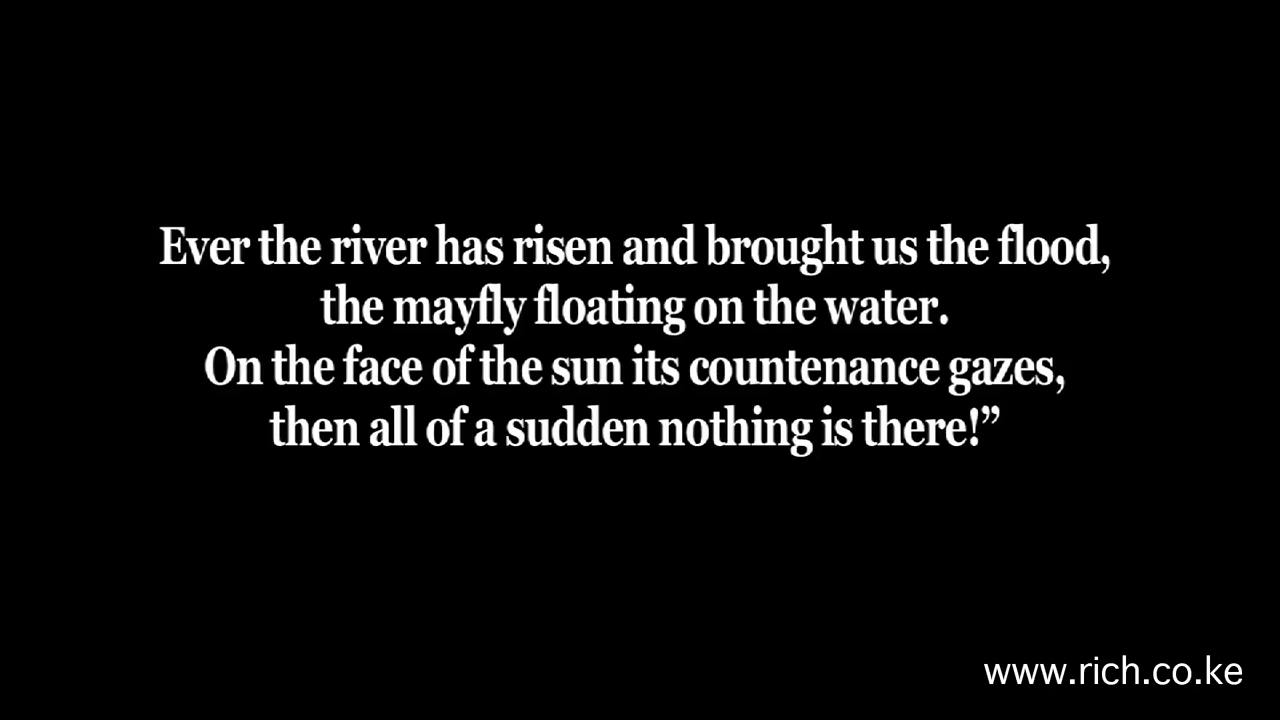 Ever the river has risen and brought us the flood,
the mayfly floating on the water.
On the face of the sun its countenance gazes,
then all of a sudden nothing is there!”
www.rich.co.ke